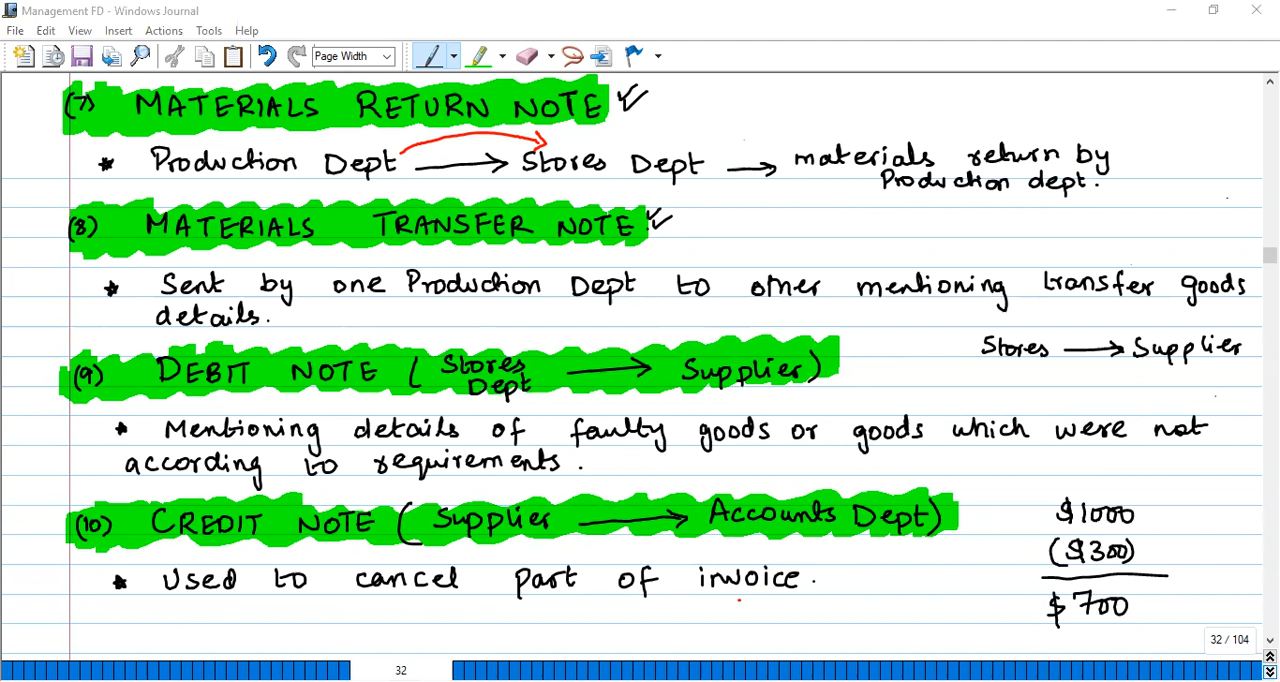 Management FD - Windows Journal
File Edit View Insert Actions Tools Help
Page Width
(7) MATERIALS RETURN NOTE
* Production Dept → Stores Dept → materials return by
Production dept.
(8) MATERIALS TRANSFER NOTE
* Sent by one Production Dept to other mentioning transfer goods
details.
Stores → Supplier
(9) DEBIT NOTE (Stores Dept → Supplier)
* Mentioning details of faulty goods or goods which were not
according to requirements.
(10) CREDIT NOTE (Supplier → Accounts Dept)
* Used to cancel part of invoice.
$1000
($300)
$700
32 / 104
32